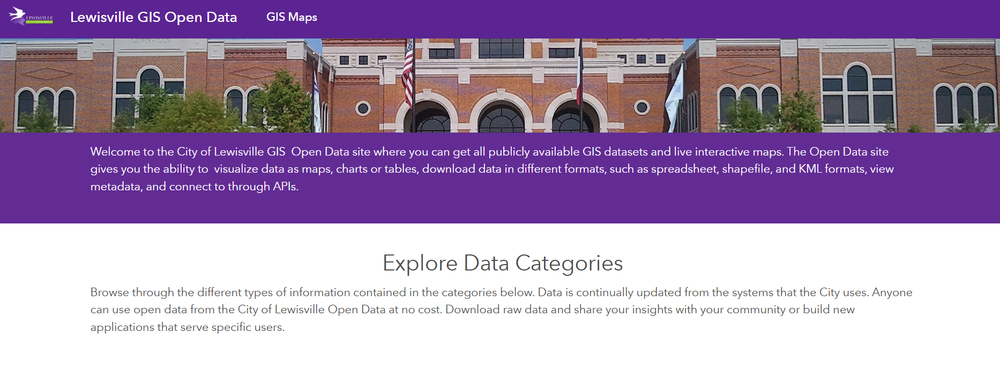 LEWISVILLE
Lewisville GIS Open Data
GIS Maps
LEWISVILLE
Welcome to the City of Lewisville GIS  Open Data site where you can get all publicly available GIS datasets and live interactive maps. The Open Data site
gives you the ability to  visualize data as maps, charts or tables, download data in different formats, such as spreadsheet, shapefile, and KML formats, view
metadata, and connect to through APIs.
Explore Data Categories
Browse through the different types of information contained in the categories below. Data is continually updated from the systems that the City uses. Anyone
can use open data from the City of Lewisville Open Data at no cost. Download raw data and share your insights with your community or build new
applications that serve specific users.